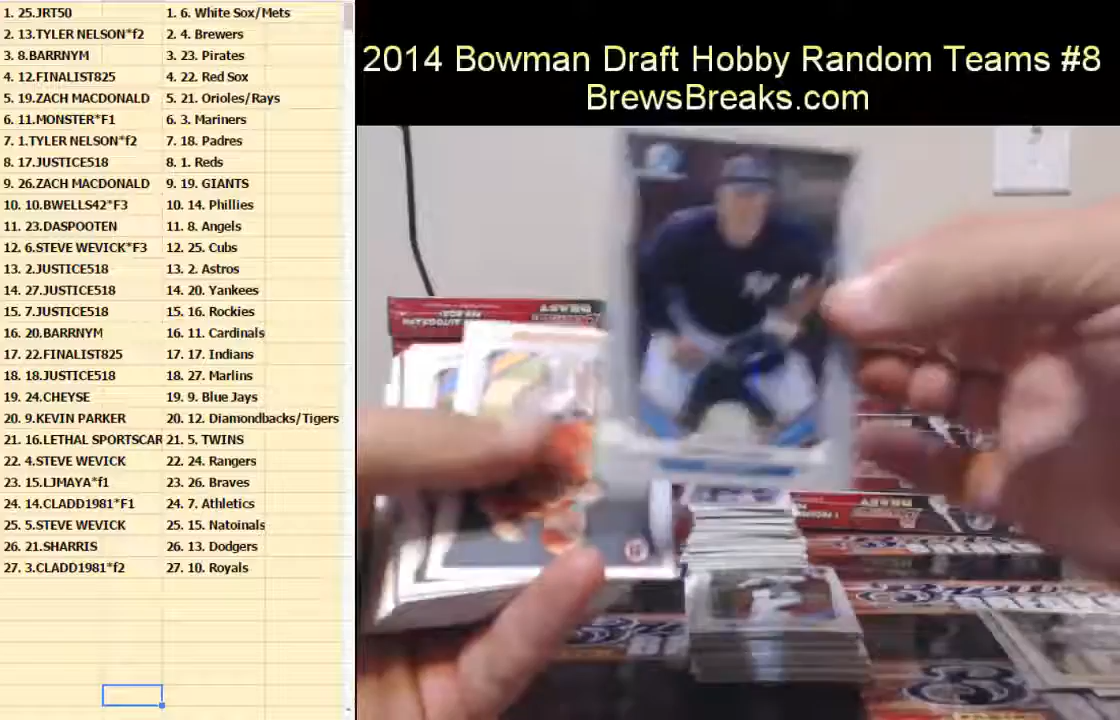 1. 25.JRT50 1. 6. White Sox/Mets
2. 13.TYLER NELSON*f2 2. 4. Brewers
3. 8.BARRNYM 3. 23. Pirates
4. 12.FINALIST825 4. 22. Red Sox
5. 19.ZACH MACDONALD 5. 21. Orioles/Rays
6. 11.MONSTER*F1 6. 3. Mariners
7. 1.TYLER NELSON*f2 7. 18. Padres
8. 17.JUSTICE518 8. 1. Reds
9. 26.ZACH MACDONALD 9. 19. GIANTS
10. 10.BWELLS42*F3 10. 14. Phillies
11. 23.DASPOOTEN 11. 8. Angels
12. 6.STEVE WEVICK*F3 12. 25. Cubs
13. 2.JUSTICE518 13. 2. Astros
14. 27.JUSTICE518 14. 20. Yankees
15. 7.JUSTICE518 15. 16. Rockies
16. 20.BARRNYM 16. 11. Cardinals
17. 22.FINALIST825 17. 17. Indians
18. 18.JUSTICE518 18. 27. Marlins
19. 24.CHEYSE 19. 9. Blue Jays
20. 9.KEVIN PARKER 20. 12. Diamondbacks/Tigers
21. 16.LETHAL SPORTSCAR 21. 5. TWINS
22. 4.STEVE WEVICK 22. 24. Rangers
23. 15.LJMAYA*f1 23. 26. Braves
24. 14.CLADD1981*F1 24. 7. Athletics
25. 5.STEVE WEVICK 25. 15. Natoinals
26. 21.SHARRIS 26. 13. Dodgers
27. 3.CLADD1981*f2 27. 10. Royals
2014 Bowman Draft Hobby Random Teams #8
BrewsBreaks.com